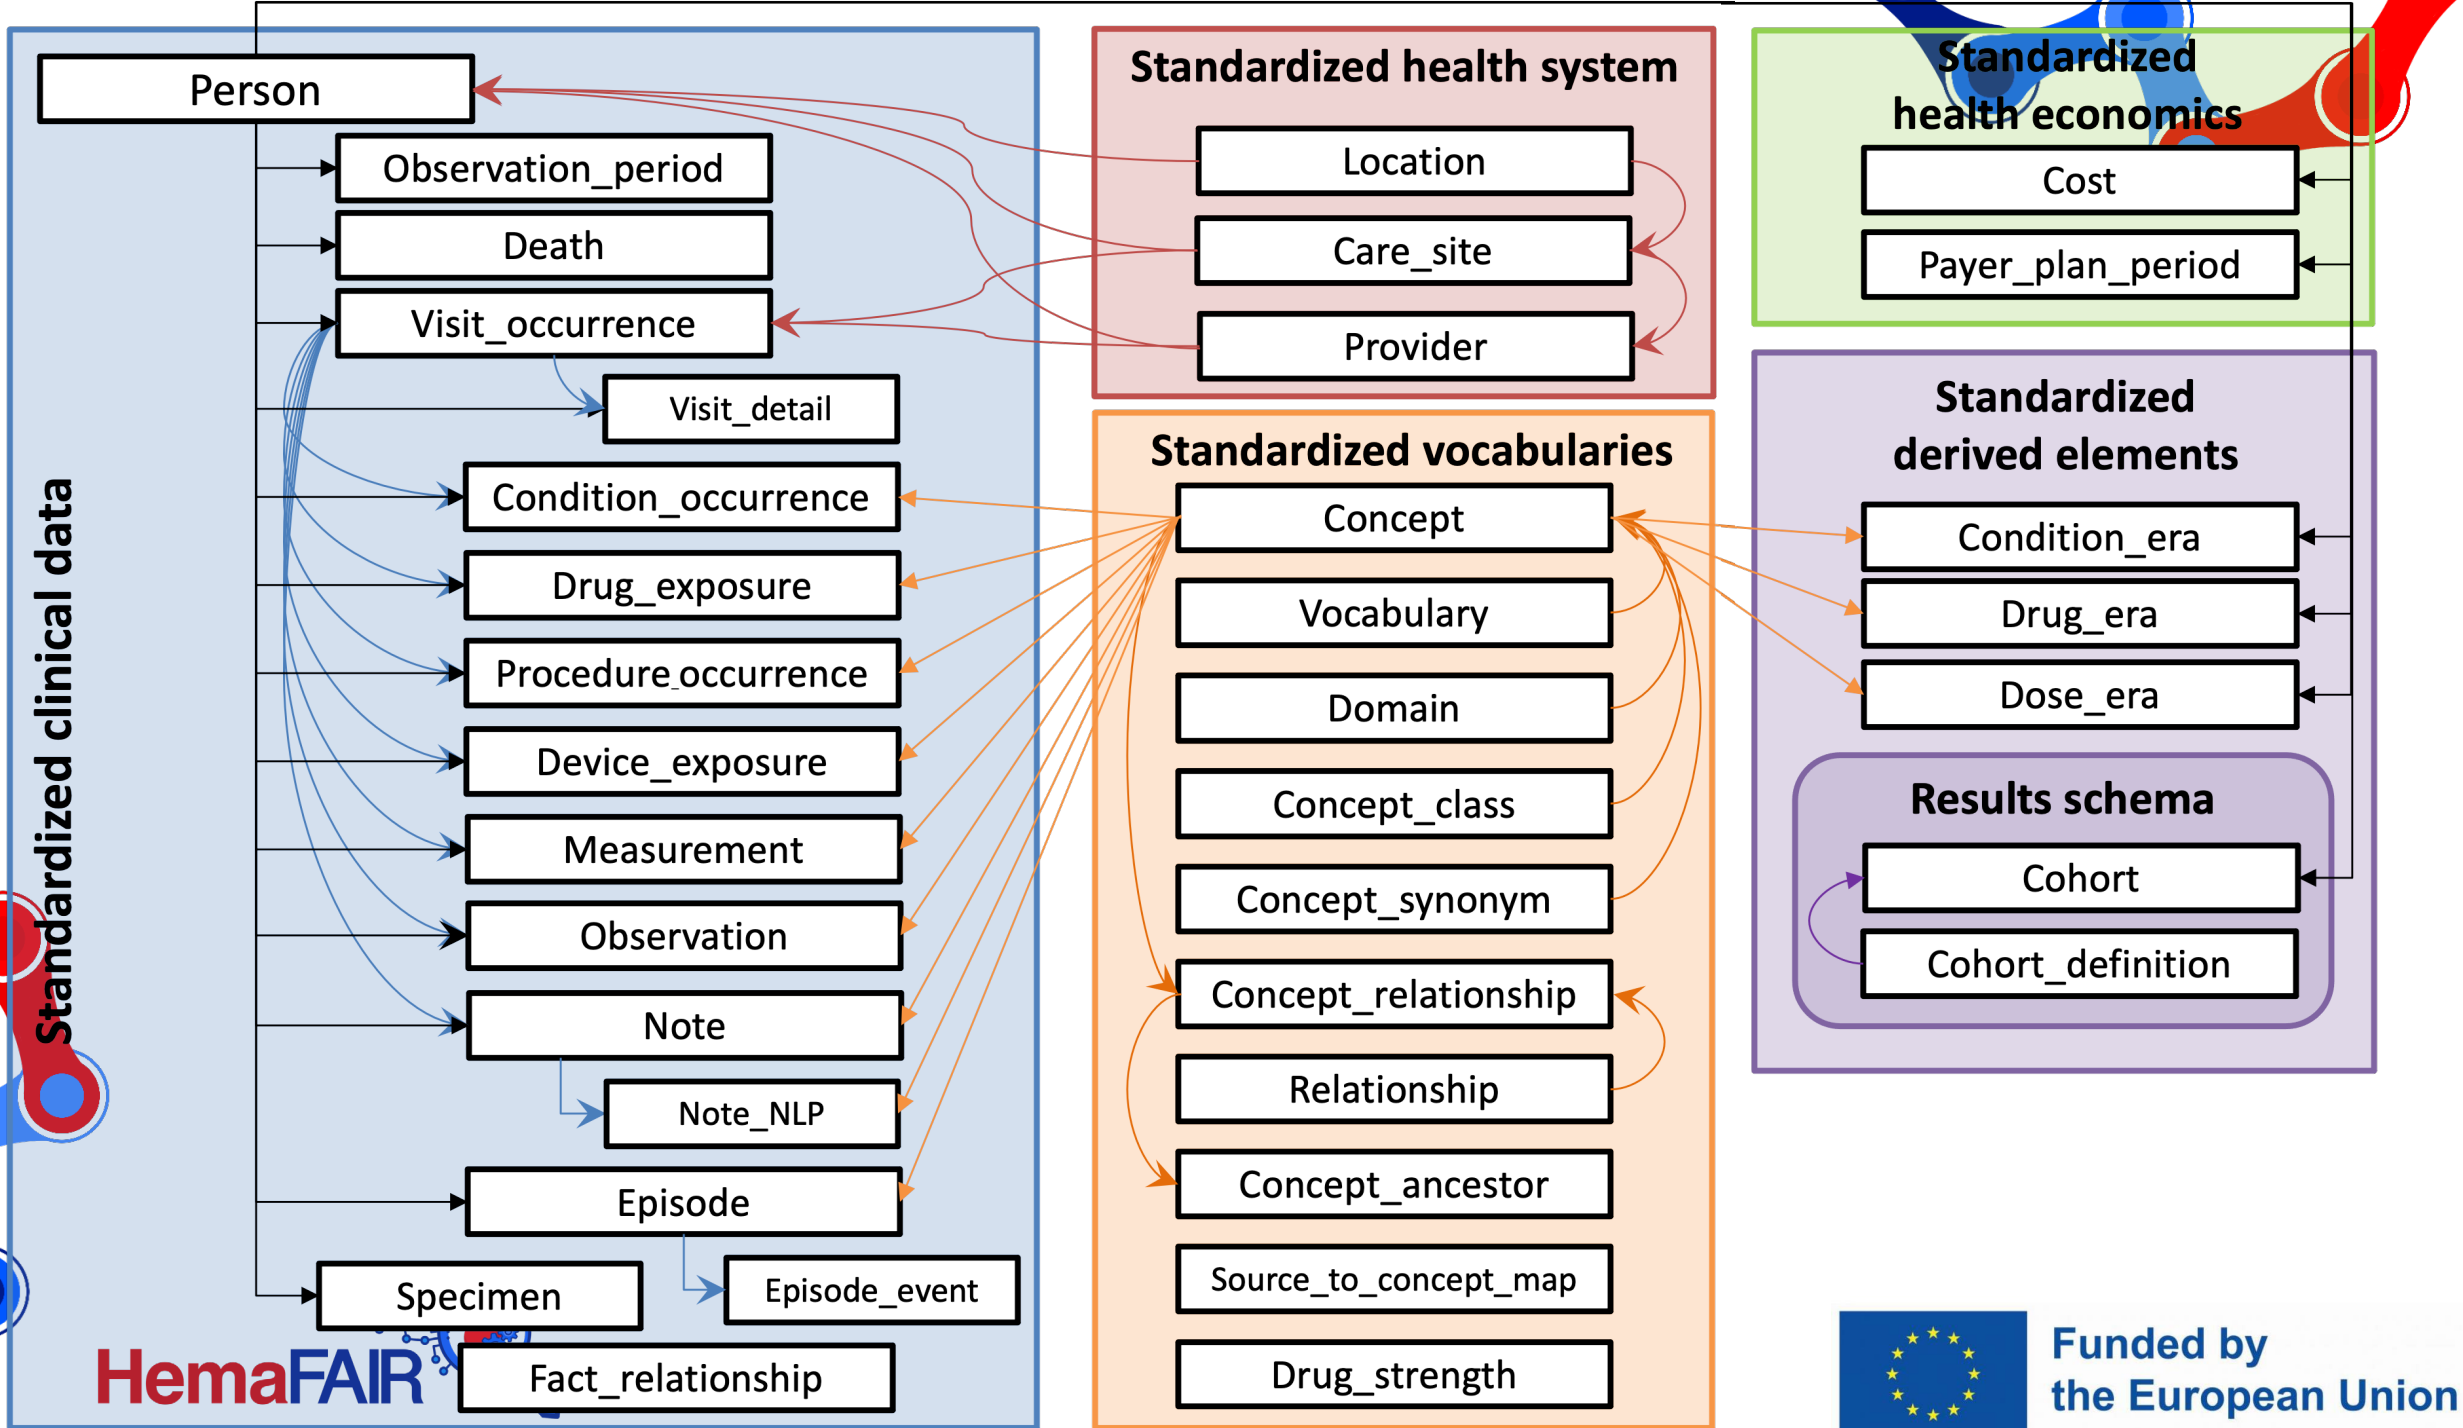 Standardized clinical data
Person
Observation_period
Death
Visit_occurrence
Visit_detail
Condition_occurrence
Drug_exposure
Procedure_occurrence
Device_exposure
Measurement
Observation
Note
Note_NLP
Episode
Episode_event
Specimen
Fact_relationship
HemaFAIR
Standardized health system
Location
Care_site
Provider
Standardized vocabularies
Concept
Vocabulary
Domain
Concept_class
Concept_synonym
Concept_relationship
Relationship
Concept_ancestor
Source_to_concept_map
Drug_strength
Standardized
health economics
Cost
Payer_plan_period
Standardized
derived elements
Condition_era
Drug_era
Dose_era
Results schema
Cohort
Cohort_definition
Funded by
the European Union